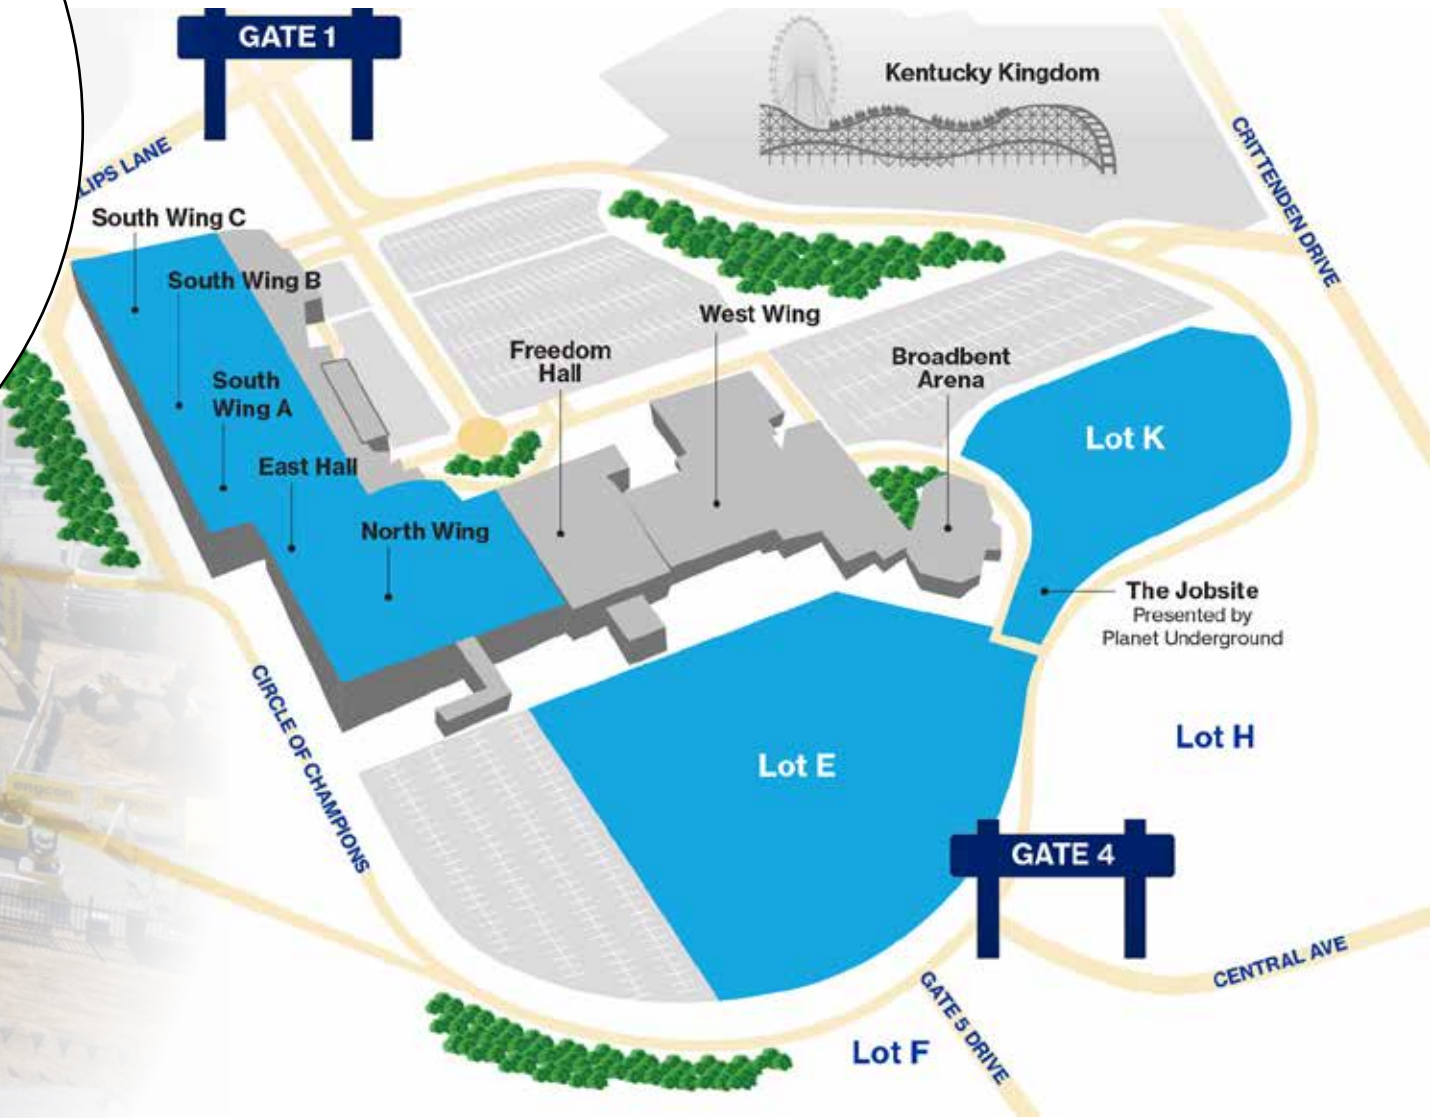 GATE 1
Kentucky Kingdom
CRITTENDEN DRIVE
LIPS LANE
South Wing C
South Wing B
West Wing
Freedom
Hall
Broadbent
Arena
South
Wing A
Lot K
East Hall
North Wing
The Jobsite
Presented by
Planet Underground
CIRCLE OF CHAMPIONS
Lot H
Lot E
engcon
GATE 4
CENTRAL AVE
GATE 5 DRIVE
Lot F